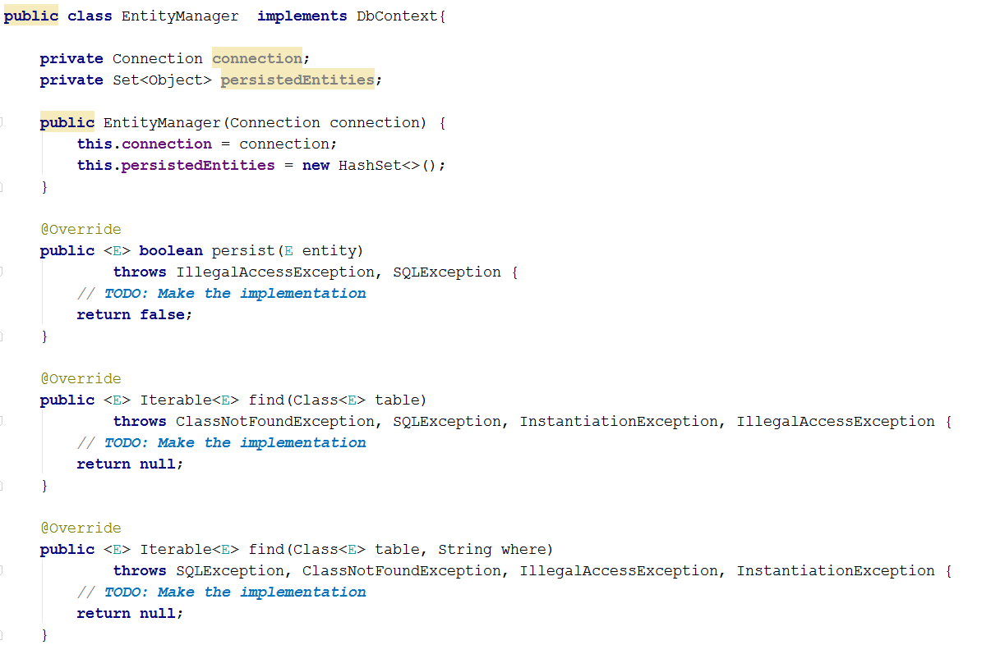 public class EntityManager  implements DbContext{
private Connection connection;
private Set<Object> persistedEntities;
public EntityManager(Connection connection) {
this.connection = connection;
this.persistedEntities = new HashSet<>();
}
@Override
public <E> boolean persist(E entity)
throws IllegalAccessException, SQLException {
// TODO: Make the implementation
return false;
}
@Override
public <E> Iterable<E> find(Class<E> table)
throws ClassNotFoundException, SQLException, InstantiationException, IllegalAccessException {
// TODO: Make the implementation
return null;
}
@Override
public <E> Iterable<E> find(Class<E> table, String where)
throws SQLException, ClassNotFoundException, IllegalAccessException, InstantiationException {
// TODO: Make the implementation
return null;
}